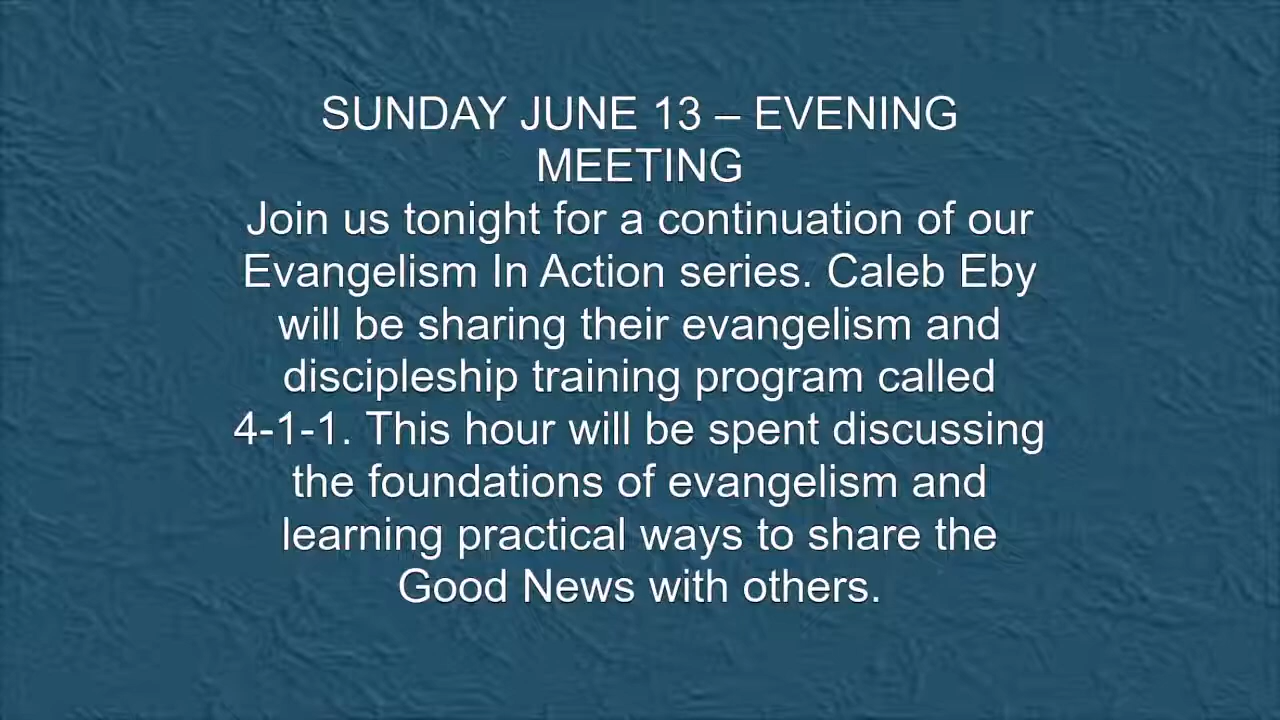 SUNDAY JUNE 13 – EVENING
MEETING
Join us tonight for a continuation of our
Evangelism In Action series. Caleb Eby
will be sharing their evangelism and
discipleship training program called
4-1-1. This hour will be spent discussing
the foundations of evangelism and
learning practical ways to share the
Good News with others.